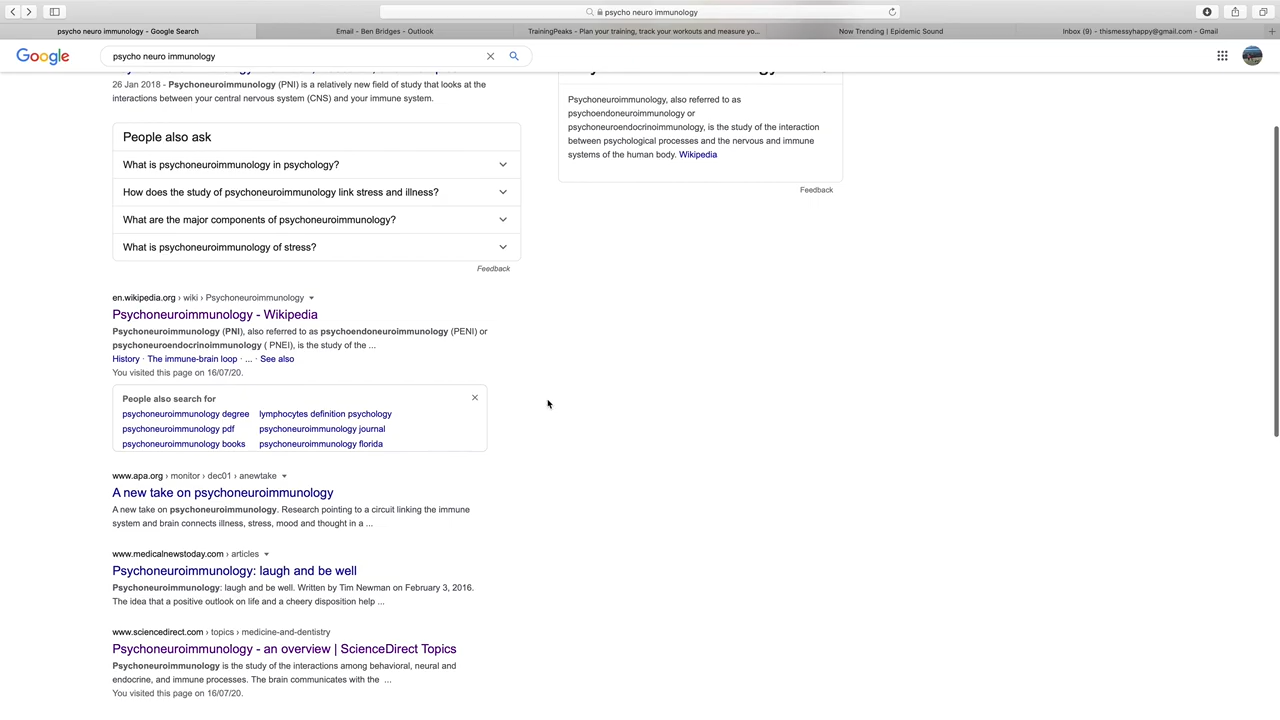 psycho neuro immunology
psycho neuro immunology - Google Search
Email - Ben Bridges - Outlook
TrainingPeaks - Plan your training, track your workouts and measure yo...
Now Trending | Epidemic Sound
Inbox (9) - thismessyhappy@gmail.com - Gmail
Google
psycho neuro immunology
26 Jan 2018 - Psychoneuroimmunology (PNI) is a relatively new field of study that looks at the
interactions between your central nervous system (CNS) and your immune system.
People also ask
What is psychoneuroimmunology in psychology?
How does the study of psychoneuroimmunology link stress and illness?
What are the major components of psychoneuroimmunology?
What is psychoneuroimmunology of stress?
Feedback
en.wikipedia.org › wiki › Psychoneuroimmunology
Psychoneuroimmunology - Wikipedia
Psychoneuroimmunology (PNI), also referred to as psychoendoneuroimmunology (PENI) or
psychoneuroendocrinoimmunology ( PNEI), is the study of the ...
History · The immune-brain loop · ... · See also
You visited this page on 16/07/20.
People also search for
psychoneuroimmunology degree lymphocytes definition psychology
psychoneuroimmunology pdf psychoneuroimmunology journal
psychoneuroimmunology books psychoneuroimmunology florida
www.apa.org › monitor › dec01 › anewtake
A new take on psychoneuroimmunology
A new take on psychoneuroimmunology. Research pointing to a circuit linking the immune
system and brain connects illness, stress, mood and thought in a ...
www.medicalnewstoday.com › articles
Psychoneuroimmunology: laugh and be well
Psychoneuroimmunology: laugh and be well. Written by Tim Newman on February 3, 2016.
The idea that a positive outlook on life and a cheery disposition help ...
www.sciencedirect.com › topics › medicine-and-dentistry
Psychoneuroimmunology - an overview | ScienceDirect Topics
Psychoneuroimmunology is the study of the interactions among behavioral, neural and
endocrine, and immune processes. The brain communicates with the ...
You visited this page on 16/07/20.
Psychoneuroimmunology, also referred to as
psychoendoneuroimmunology or
psychoneuroendocrinoimmunology, is the study of the interaction
between psychological processes and the nervous and immune
systems of the human body. Wikipedia
Feedback